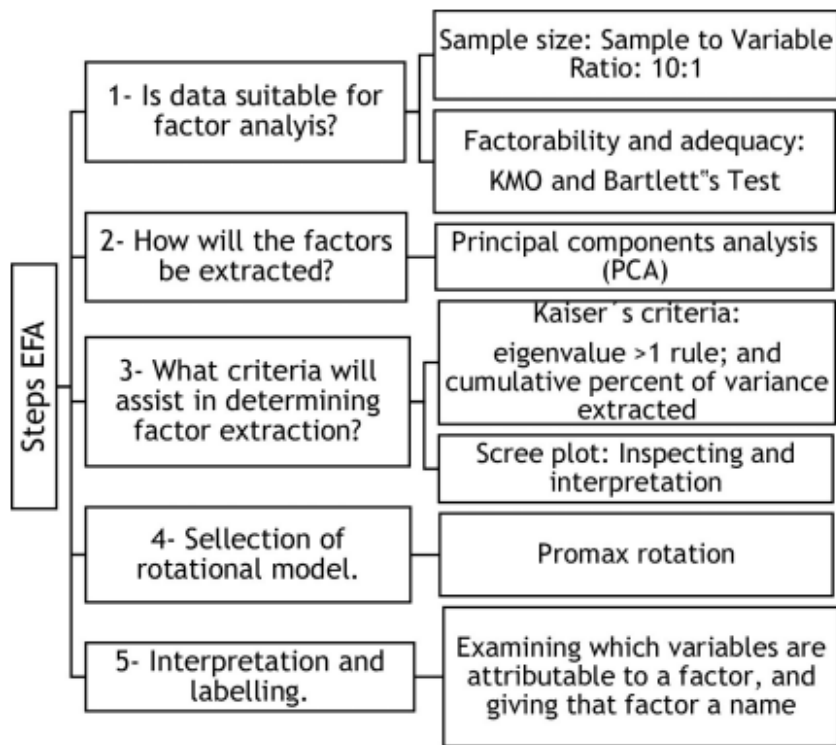 Steps EFA
1- Is data suitable for
factor analyis?
Sample size: Sample to Variable
Ratio: 10:1
Factorability and adequacy:
KMO and Bartlett‟s Test
2- How will the factors
be extracted?
Principal components analysis
(PCA)
3- What criteria will
assist in determining
factor extraction?
Kaiser´s criteria:
eigenvalue >1 rule; and
cumulative percent of variance
extracted
Scree plot: Inspecting and
interpretation
4- Sellection of
rotational model.
Promax rotation
5- Interpretation and
labelling.
Examining which variables are
attributable to a factor, and
giving that factor a name